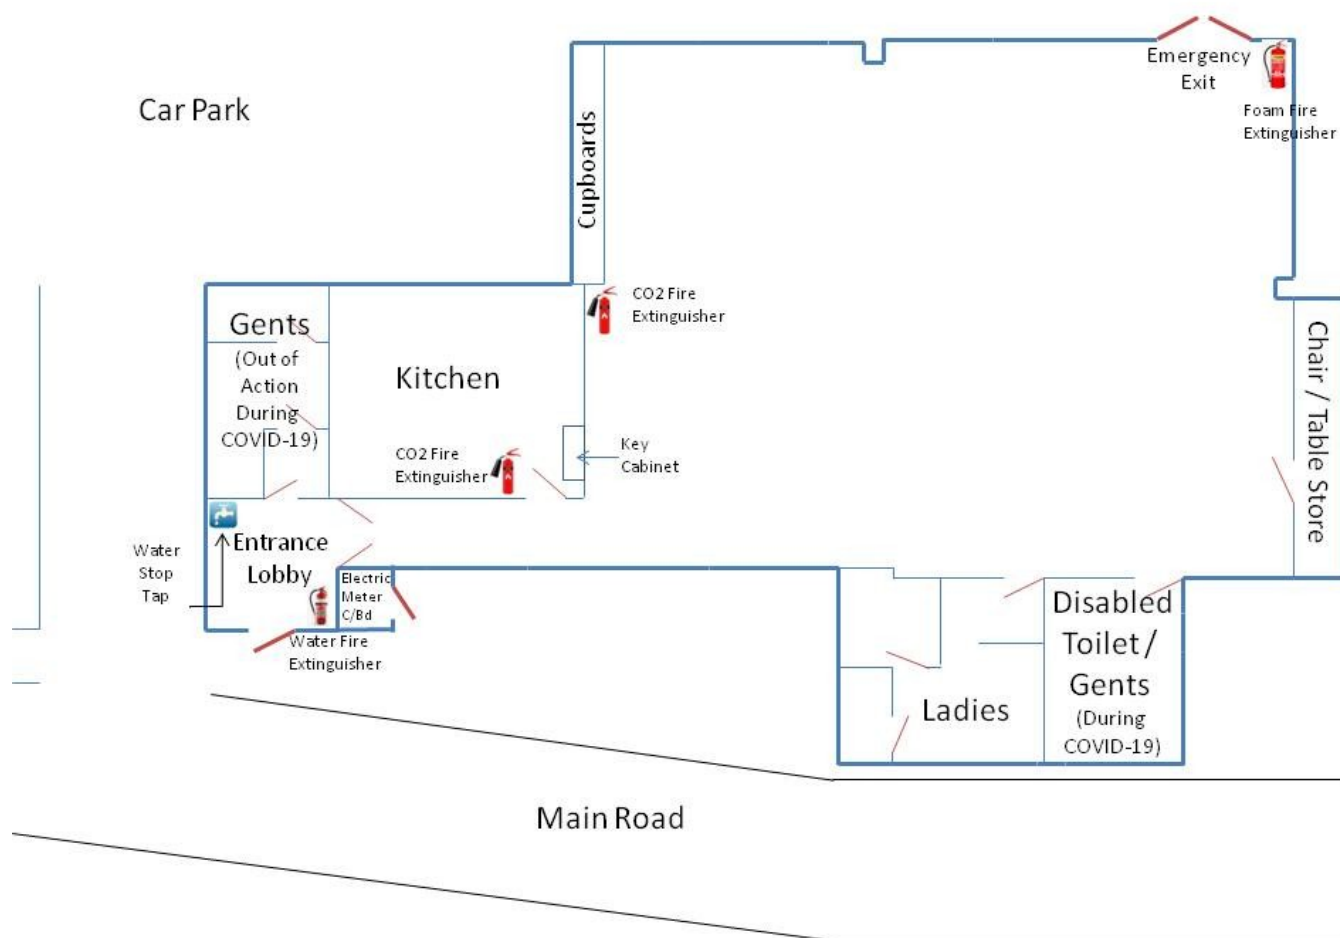 Emergency
Exit
Car Park
Foam Fire
Extinguisher
Cupboards
CO2 Fire
Extinguisher
Gents
(Out of
Action
During
COVID-19)
Kitchen
Chair / Table Store
CO2 Fire
Extinguisher
Key
Cabinet
Water
Stop
Tap
Entrance
Lobby
Electric
Meter
C/Bd
Water Fire
Extinguisher
Disabled
Toilet /
Gents
(During
COVID-19)
Ladies
Main Road